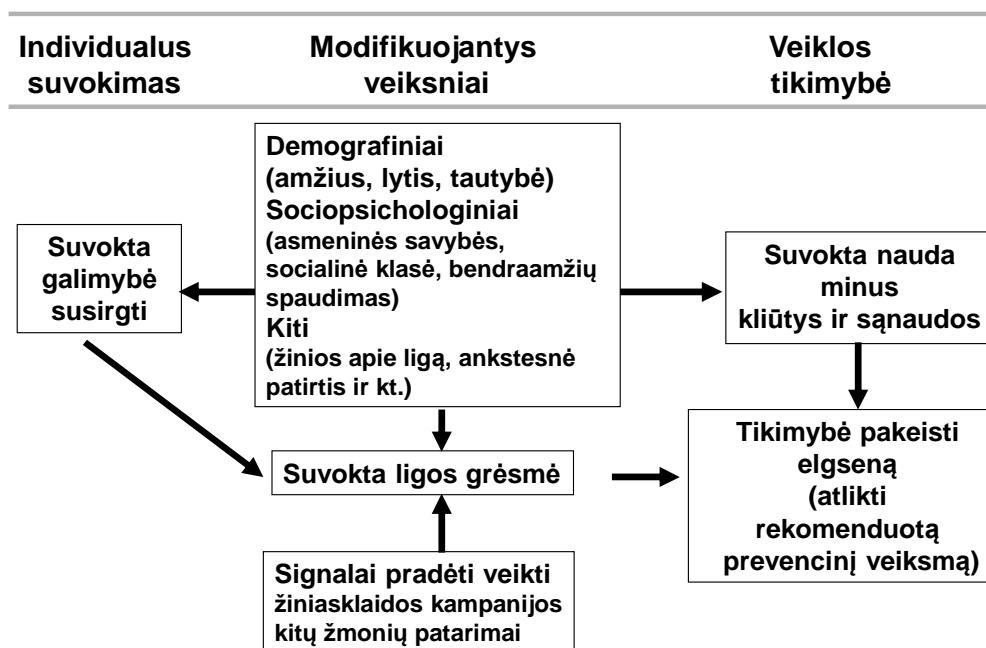 Individualus
suvokimas
Modifikuojantys
veiksniai
Veiklos
tikimybė
Demografiniai
(amžius, lytis, tautybė)
Sociopsichologiniai
(asmeninės savybės,
socialinė klasė, bendraamžių
spaudimas)
Kiti
(žinios apie ligą, ankstesnė
patirtis ir kt.)
Suvokta
galimybė
susirgti
Suvokta nauda
minus
kliūtys ir sąnaudos
Suvokta ligos grėsmė
Tikimybė pakeisti
elgseną
(atlikti
rekomenduotą
prevencinį veiksmą)
Signalai pradėti veikti
žiniasklaidos kampanijos
kitų žmonių patarimai